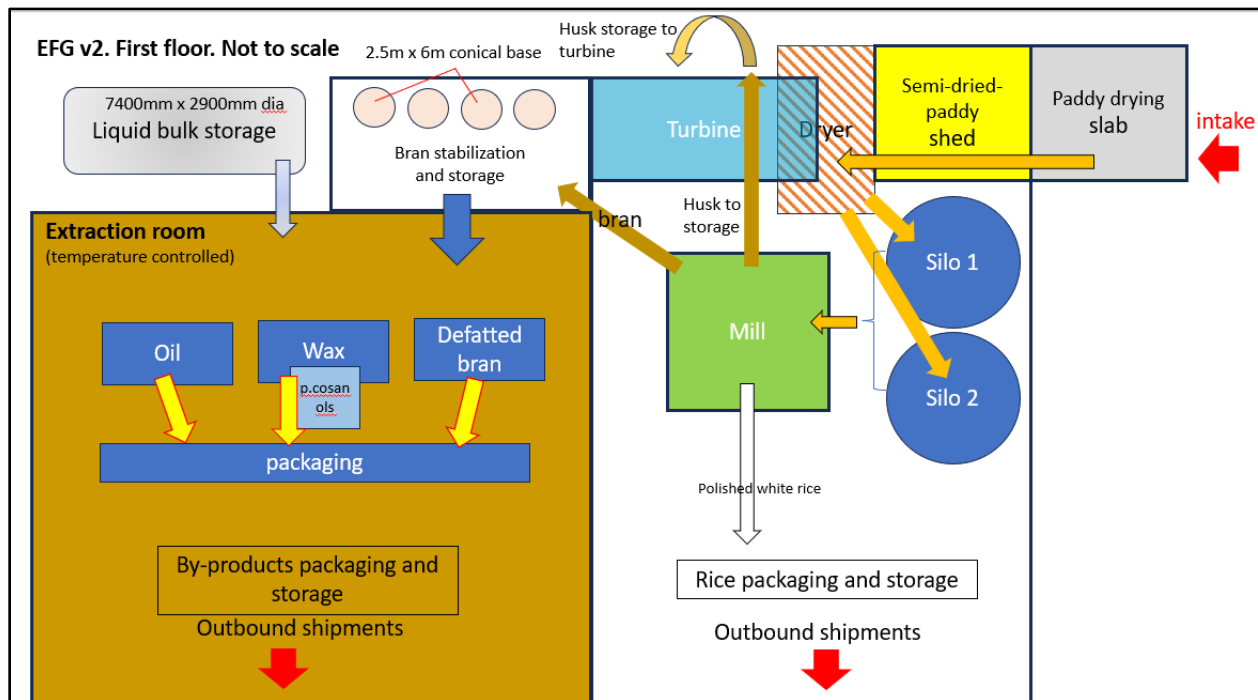 EFG v2. First floor. Not to scale
2.5m x 6m conical base
Husk storage to
turbine
7400mm x 2900mm dia
Liquid bulk storage
Bran stabilization
and storage
Turbine
Dryer
Semi-dried-
paddy
shed
Paddy drying
slab
intake
Extraction room
(temperature controlled)
bran
Husk to
storage
Silo 1
Mill
Silo 2
Oil
Wax
Defatted
bran
p.cosan
ols
packaging
Polished white rice
By-products packaging and
storage
Outbound shipments
Rice packaging and storage
Outbound shipments